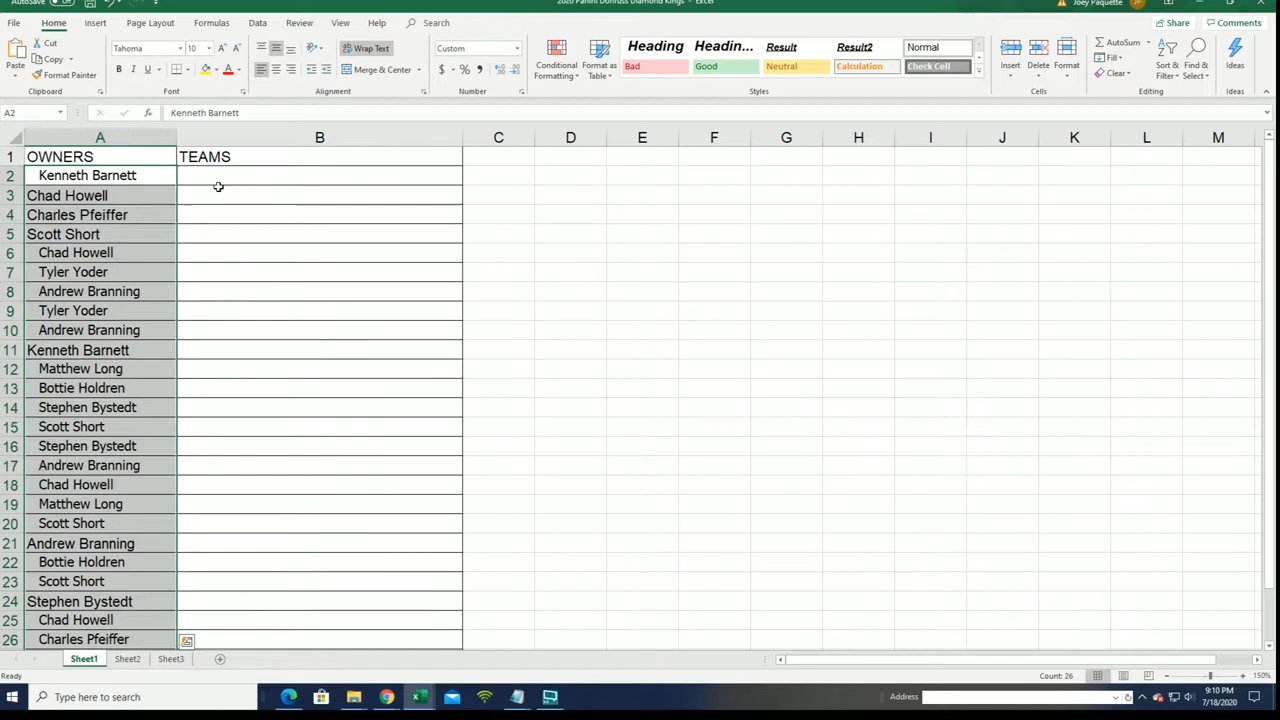 AutoSave Off 2020 Panini Donruss Diamond Kings - Excel Joey Paquette JP
File Home Insert Page Layout Formulas Data Review View Help Search Share Comments
Paste Cut Copy Format Painter Clipboard
Tahoma 10 A A B I U A Font
Wrap Text Merge & Center Alignment
Custom $ % , Number
Conditional Formatting Format as Table
Heading Headin... Result Result2 Normal
Bad Good Neutral Calculation Check Cell
Styles
Insert Delete Format Cells
AutoSum Fill Clear Sort & Filter Find & Select Editing
Ideas Ideas
A2 fx Kenneth Barnett
A B C D E F G H I J K L M
1 OWNERS TEAMS
2 Kenneth Barnett
3 Chad Howell
4 Charles Pfeiffer
5 Scott Short
6 Chad Howell
7 Tyler Yoder
8 Andrew Branning
9 Tyler Yoder
10 Andrew Branning
11 Kenneth Barnett
12 Matthew Long
13 Bottie Holdren
14 Stephen Bystedt
15 Scott Short
16 Stephen Bystedt
17 Andrew Branning
18 Chad Howell
19 Matthew Long
20 Scott Short
21 Andrew Branning
22 Bottie Holdren
23 Scott Short
24 Stephen Bystedt
25 Chad Howell
26 Charles Pfeiffer
Sheet1 Sheet2 Sheet3
Ready Count: 26 150%
Type here to search Address 9:10 PM
7/18/2020